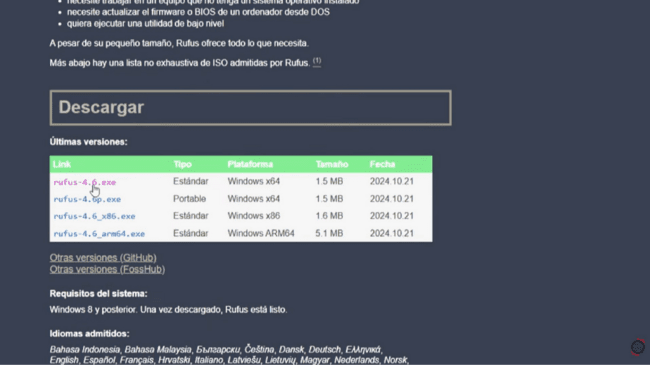 necesite trabajar en un equipo que no tenga un sistema operativo instalado
necesite actualizar el firmware o BIOS de un ordenador desde DOS
quiera ejecutar una utilidad de bajo nivel
A pesar de su pequeño tamaño, Rufus ofrece todo lo que necesita.
Más abajo hay una lista no exhaustiva de ISO admitidas por Rufus. (1)
Descargar
Últimas versiones:
Link Tipo Plataforma Tamaño Fecha
rufus-4.6.exe Estándar Windows x64 1.5 MB 2024.10.21
rufus-4.6p.exe Portable Windows x64 1.5 MB 2024.10.21
rufus-4.6_x86.exe Estándar Windows x86 1.6 MB 2024.10.21
rufus-4.6_arm64.exe Estándar Windows ARM64 5.1 MB 2024.10.21
Otras versiones (GitHub)
Otras versiones (FossHub)
Requisitos del sistema:
Windows 8 y posterior. Una vez descargado, Rufus está listo.
Idiomas admitidos:
Bahasa Indonesia, Bahasa Malaysia, Български, Čeština, Dansk, Deutsch, Ελληνικά,
English, Español, Français, Hrvatski, Italiano, Latviešu, Lietuvių, Magyar, Nederlands, Norsk,